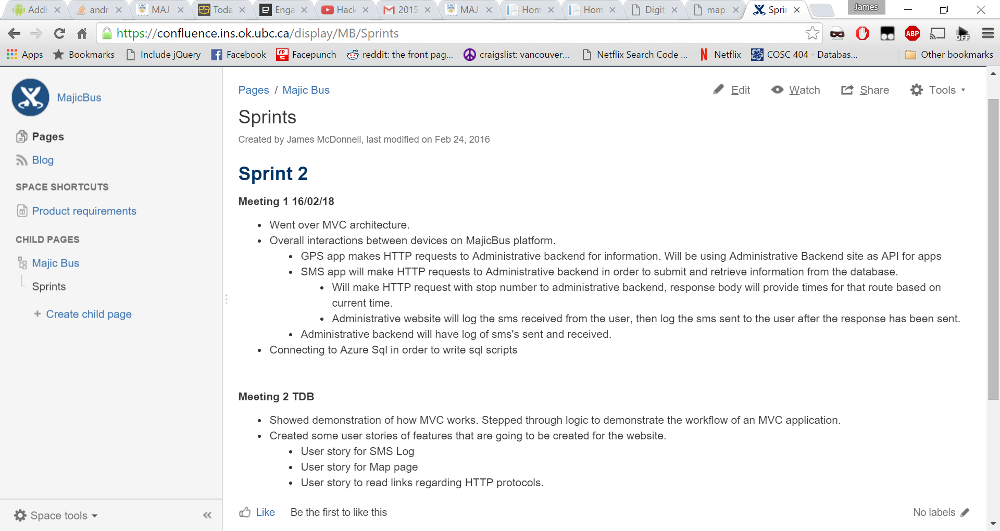 Addi
andr
MAJ
Toda
Enga
Hack
2015
MAJ
Hom
Hom
Digit
map
Sprin
James
https://confluence.ins.ok.ubc.ca/display/MB/Sprints
ABP
OFF
Apps
Bookmarks
Include jQuery
Facebook
FP
Facepunch
reddit: the front pag...
craigslist: vancouver...
Netflix Search Code ...
Netflix
COSC 404 - Databas...
Other bookmarks
MajicBus
Pages
Blog
SPACE SHORTCUTS
Product requirements
CHILD PAGES
Majic Bus
Sprints
+ Create child page
Space tools
«
Pages / Majic Bus
Edit
Watch
Share
Tools
Sprints
Created by James McDonnell, last modified on Feb 24, 2016
Sprint 2
Meeting 1 16/02/18
• Went over MVC architecture.
• Overall interactions between devices on MajicBus platform.
• GPS app makes HTTP requests to Administrative backend for information. Will be using Administrative Backend site as API for apps
• SMS app will make HTTP requests to Administrative backend in order to submit and retrieve information from the database.
• Will make HTTP request with stop number to administrative backend, response body will provide times for that route based on
current time.
• Administrative website will log the sms received from the user, then log the sms sent to the user after the response has been sent.
• Administrative backend will have log of sms's sent and received.
• Connecting to Azure Sql in order to write sql scripts
Meeting 2 TDB
• Showed demonstration of how MVC works. Stepped through logic to demonstrate the workflow of an MVC application.
• Created some user stories of features that are going to be created for the website.
• User story for SMS Log
• User story for Map page
• User story to read links regarding HTTP protocols.
Like
Be the first to like this
No labels